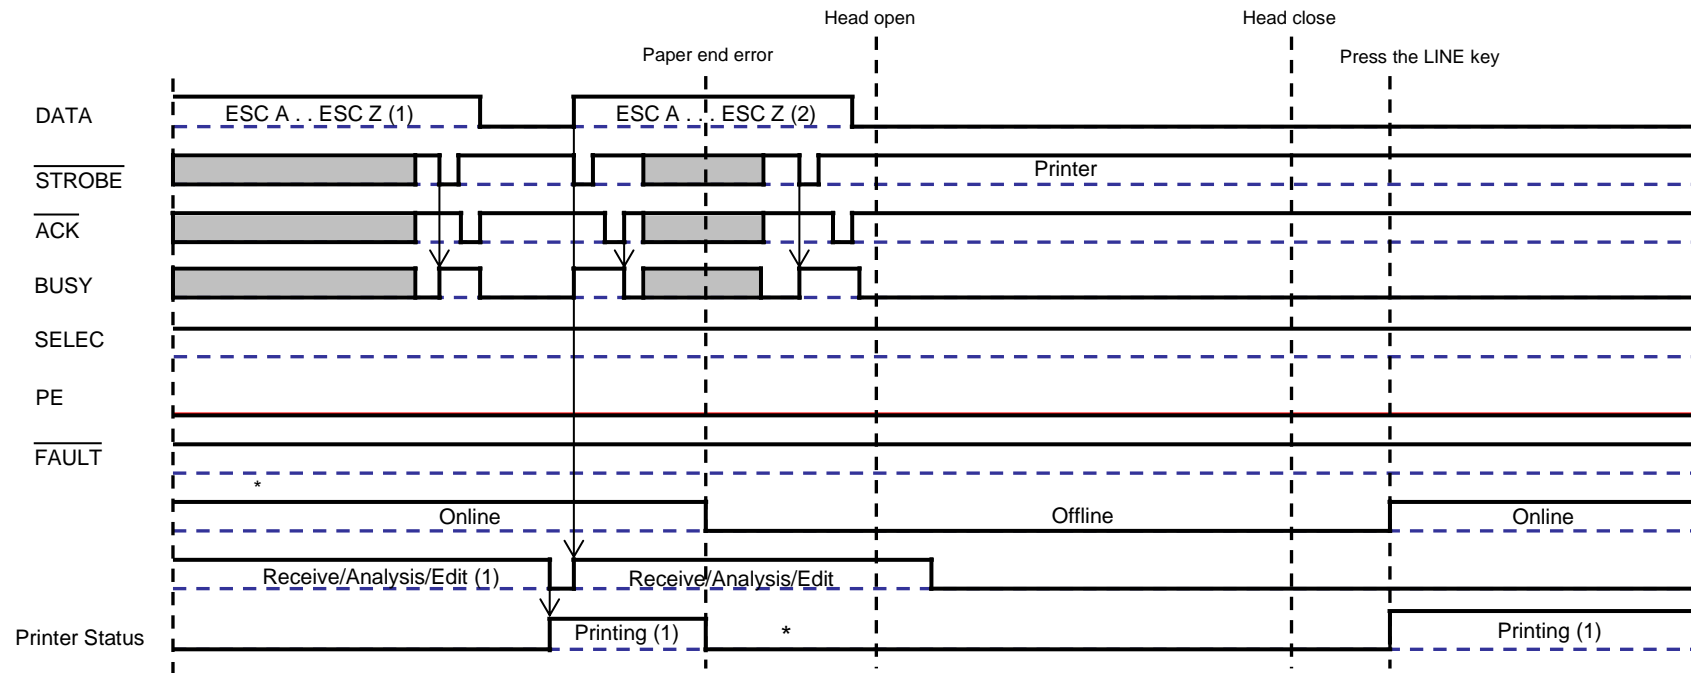 Head open
Head close
Paper end error
Press the LINE key
DATA
ESC A . . ESC Z (1)
ESC A . . . ESC Z (2)
STROBE
Printer
ACK
BUSY
SELEC
PE
FAULT
*
Online
Offline
Online
Receive/Analysis/Edit (1)
Receive/Analysis/Edit
Printer Status
Printing (1)
*
Printing (1)